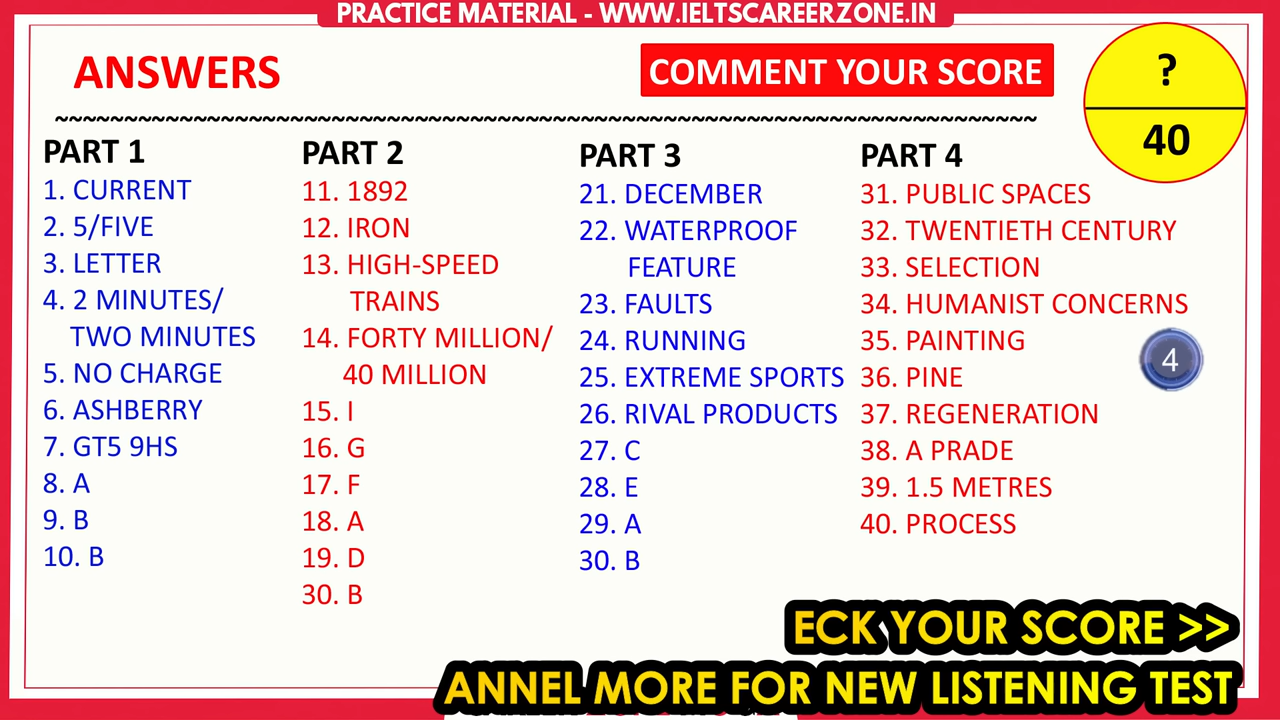 PRACTICE MATERIAL - WWW.IELTSCAREERZONE.IN
ANSWERS
COMMENT YOUR SCORE
?
40
~~~~~~~~~~~~~~~~~~~~~~~~~~~~~~~~~~~~~~~~~~~~~~~~~~~~~~~~~~~~~~~~~~~~~~
PART 1
1. CURRENT
2. 5/FIVE
3. LETTER
4. 2 MINUTES/
TWO MINUTES
5. NO CHARGE
6. ASHBERRY
7. GT5 9HS
8. A
9. B
10. B
PART 2
11. 1892
12. IRON
13. HIGH-SPEED
TRAINS
14. FORTY MILLION/
40 MILLION
15. I
16. G
17. F
18. A
19. D
30. B
PART 3
21. DECEMBER
22. WATERPROOF
FEATURE
23. FAULTS
24. RUNNING
25. EXTREME SPORTS
26. RIVAL PRODUCTS
27. C
28. E
29. A
30. B
PART 4
31. PUBLIC SPACES
32. TWENTIETH CENTURY
33. SELECTION
34. HUMANIST CONCERNS
35. PAINTING
36. PINE
37. REGENERATION
38. A PRADE
39. 1.5 METRES
40. PROCESS
4
ECK YOUR SCORE >>
ANNEL MORE FOR NEW LISTENING TEST